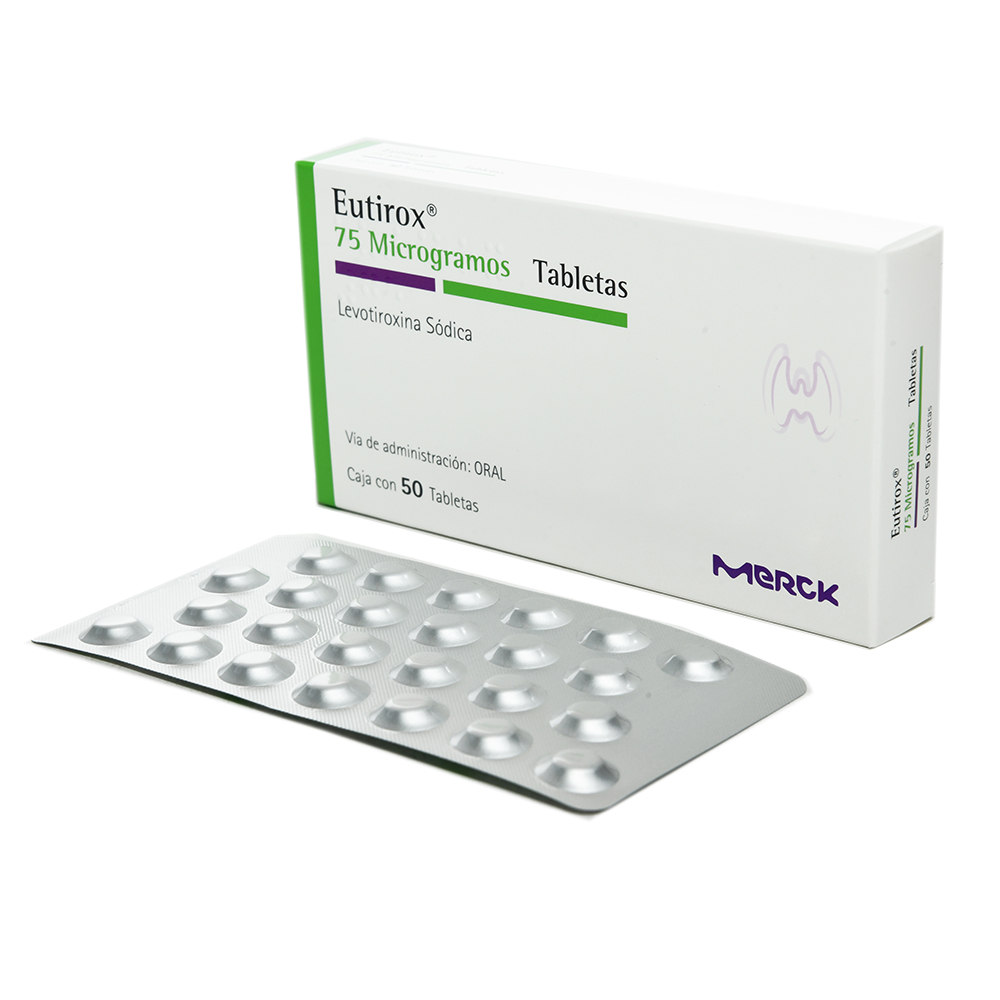 Eutirox®
75 Microgramos Tabletas
Levotiroxina Sódica
Vía de administración: ORAL
Caja con 50 Tabletas
MERCK
Eutirox®
75 Microgramos Tabletas
Caja con 50 Tabletas